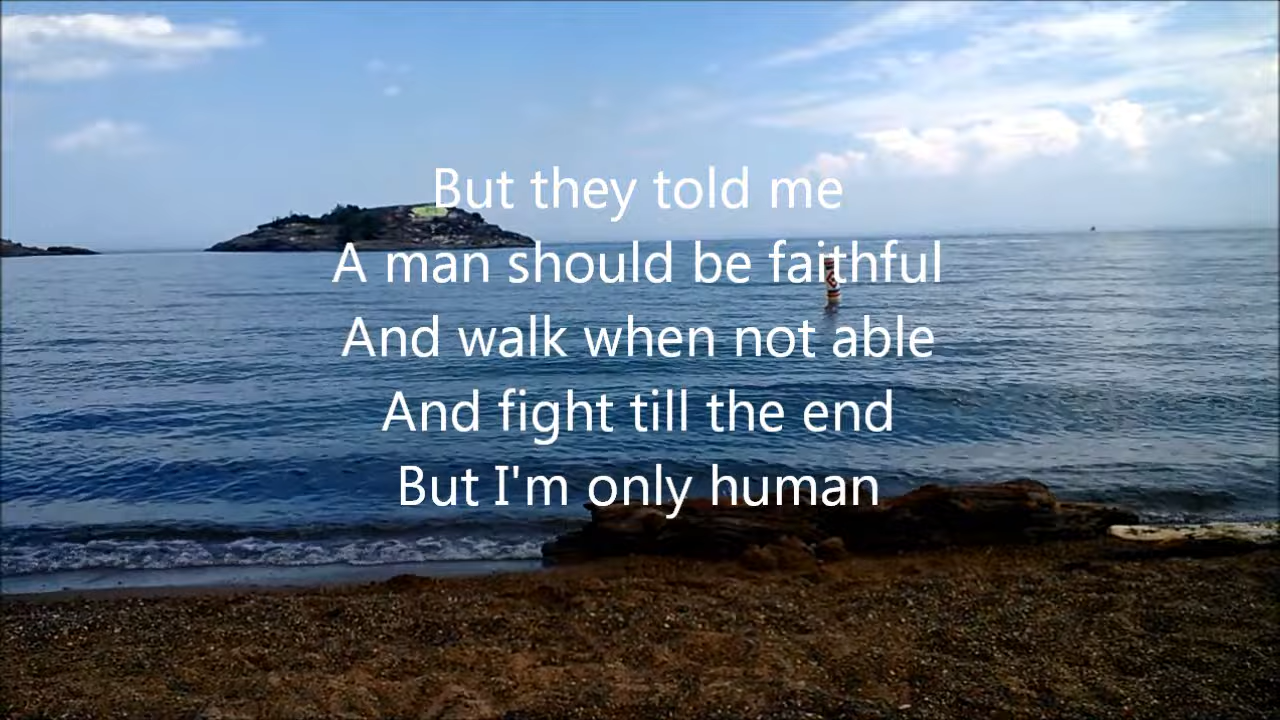 But they told me
A man should be faithful
And walk when not able
And fight till the end
But I'm only human